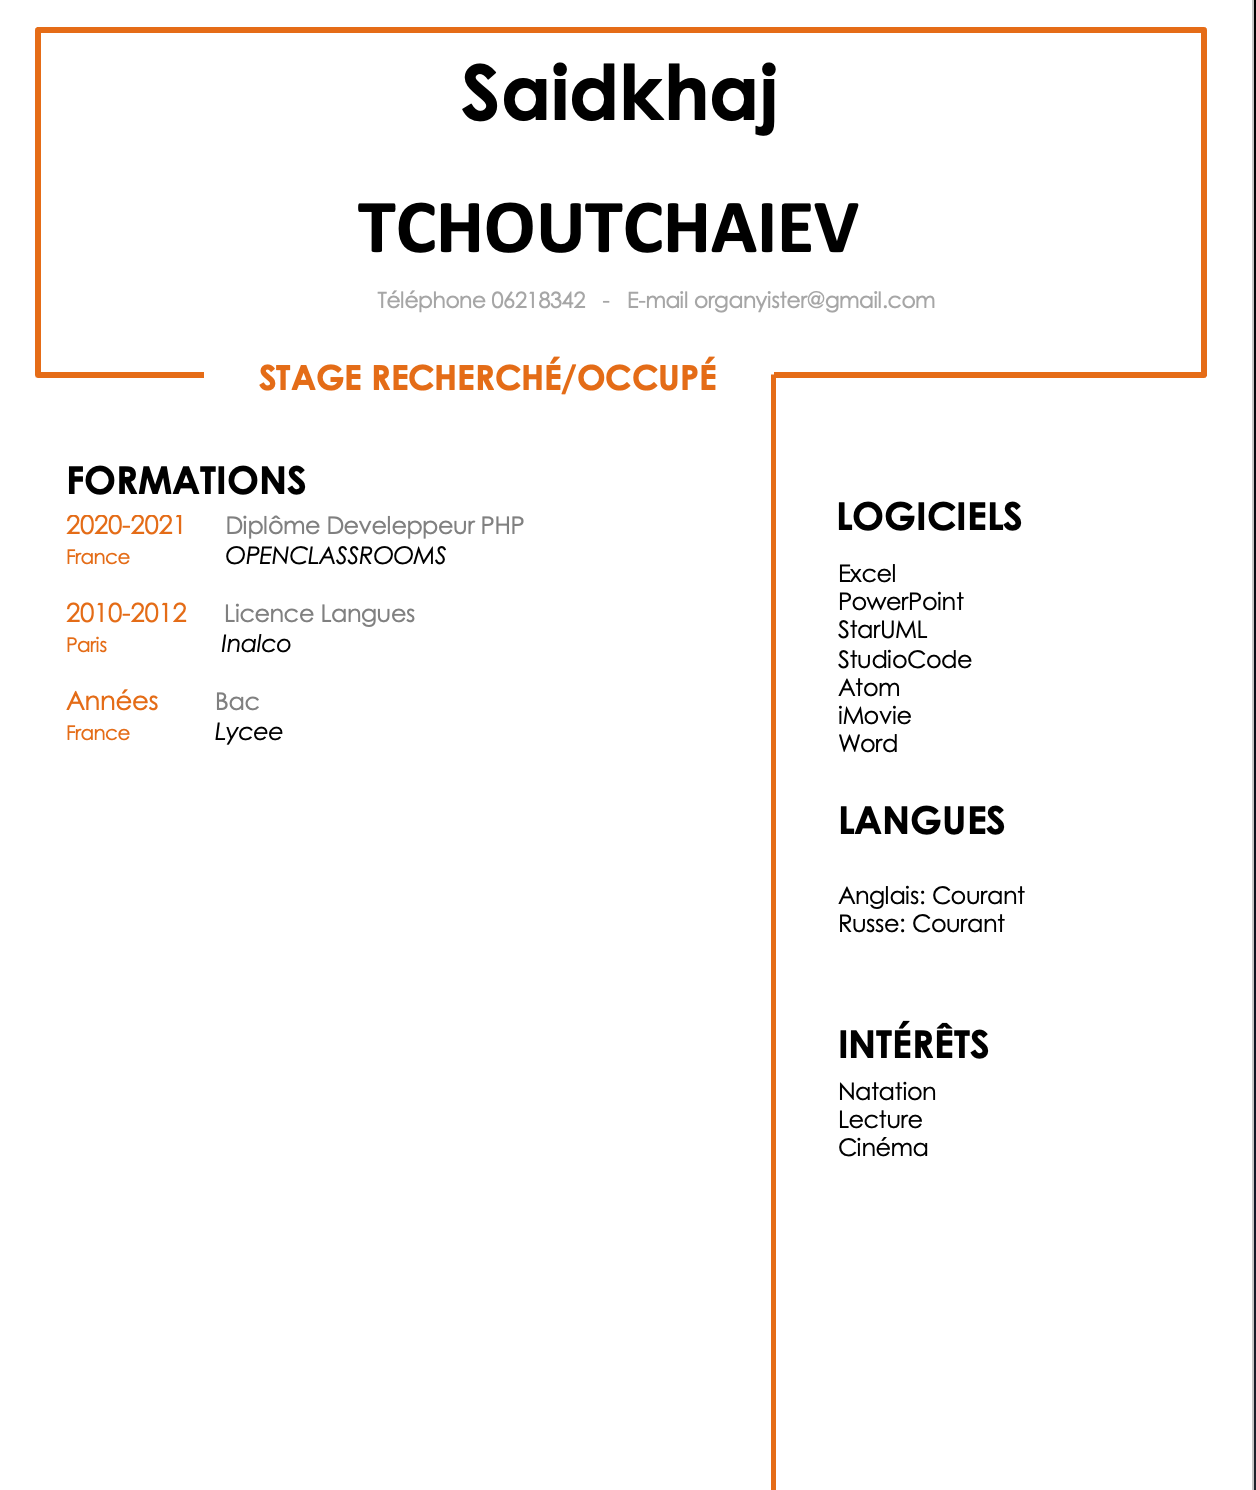 Saidkhaj
TCHOUTCHAIEV
Téléphone 06218342 - E-mail organyister@gmail.com
STAGE RECHERCHÉ/OCCUPÉ
FORMATIONS
2020-2021 Diplôme Develeppeur PHP
France OPENCLASSROOMS
2010-2012 Licence Langues
Paris Inalco
Années Bac
France Lycee
LOGICIELS
Excel
PowerPoint
StarUML
StudioCode
Atom
iMovie
Word
LANGUES
Anglais: Courant
Russe: Courant
INTÉRÊTS
Natation
Lecture
Cinéma